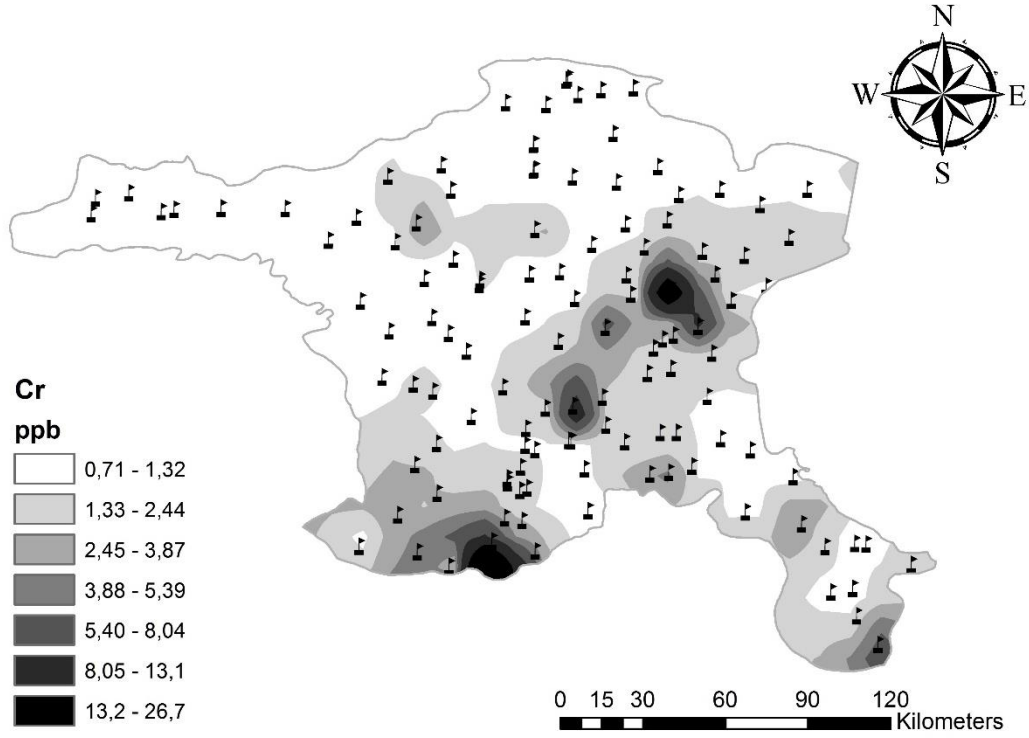 N
W E
S
Cr
ppb
0,71 - 1,32
1,33 - 2,44
2,45 - 3,87
3,88 - 5,39
5,40 - 8,04
8,05 - 13,1
13,2 - 26,7
0 15 30 60 90 120
Kilometers